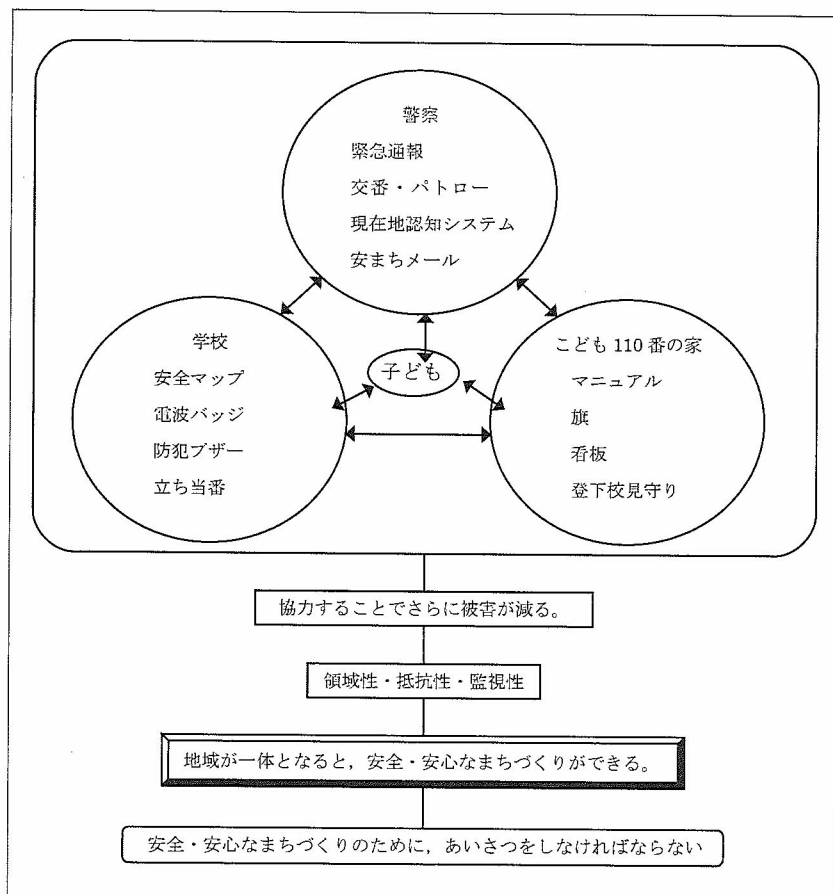 警察
緊急通報
交番・パトロー
現在地認知システム
安まちメール
学校
安全マップ
電波バッジ
防犯ブザー
立ち当番
子ども
こども 110 番の家
マニュアル
旗
看板
登下校見守り
協力することでさらに被害が減る。
領域性・抵抗性・監視性
地域が一体となると，安全・安心なまちづくりができる。
安全・安心なまちづくりのために，あいさつをしなければならない